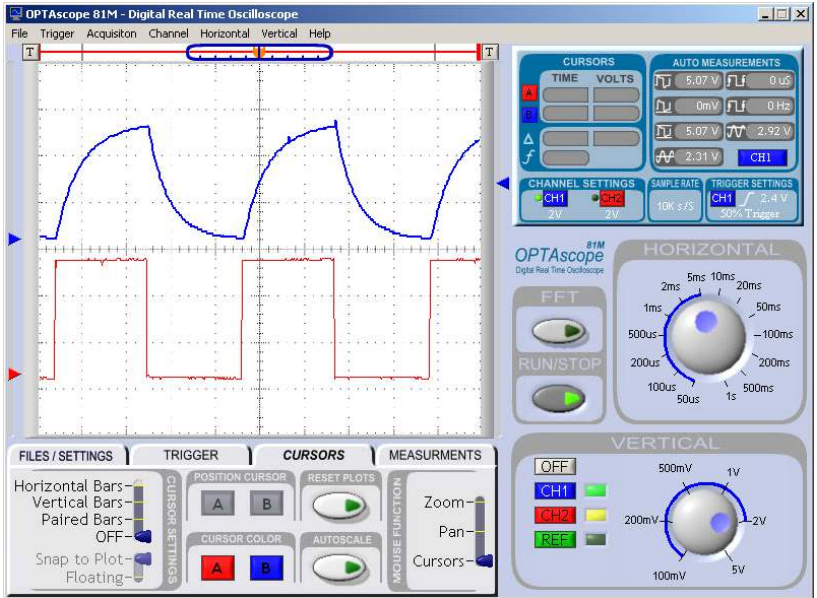 OPTAscope 81M - Digital Real Time Oscilloscope
File Trigger Acquisiton Channel Horizontal Vertical Help
T T
CURSORS
TIME VOLTS
A
B
Δ
f
AUTO MEASUREMENTS
5.07 V 0 uS
0mV 0 Hz
5.07 V 2.92 V
2.31 V CH1
CHANNEL SETTINGS
CH1 CH2
2V 2V
SAMPLE RATE
10K s/S
TRIGGER SETTINGS
CH1 2.4 V
50% Trigger
OPTAscope 81M
Digital Real Time Oscilloscope
FFT
RUN/STOP
HORIZONTAL
5ms 10ms
2ms 20ms
1ms 50ms
500us 100ms
200us 200ms
100us 500ms
50us 1s
VERTICAL
OFF
CH1
CH2
REF
500mV 1V
200mV 2V
100mV 5V
FILES / SETTINGS TRIGGER CURSORS MEASURMENTS
Horizontal Bars
Vertical Bars
Paired Bars
OFF
Snap to Plot
Floating
CURSOR SETTINGS
POSITION CURSOR
A B
CURSOR COLOR
A B
RESET PLOTS
AUTOSCALE
MOUSE FUNCTION
Zoom
Pan
Cursors